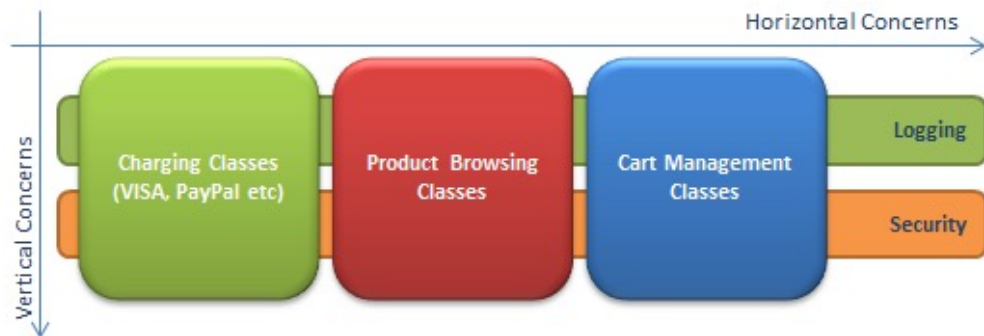 Horizontal Concerns
Vertical Concerns
Charging Classes
(VISA, PayPal etc)
Product Browsing
Classes
Cart Management
Classes
Logging
Security